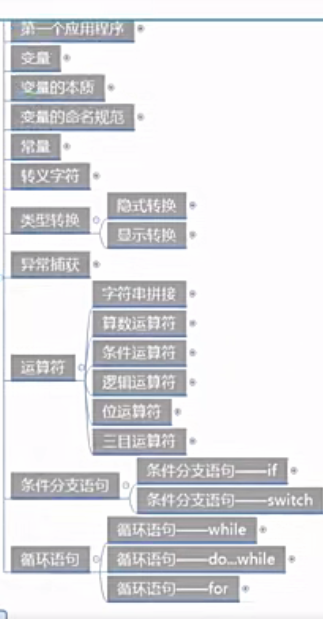 第一个应用程序
变量
变量的本质
变量的命名规范
常量
转义字符
类型转换
隐式转换
显示转换
异常捕获
运算符
字符串拼接
算数运算符
条件运算符
逻辑运算符
位运算符
三目运算符
条件分支语句
条件分支语句——if
条件分支语句——switch
循环语句
循环语句——while
循环语句——do...while
循环语句——for